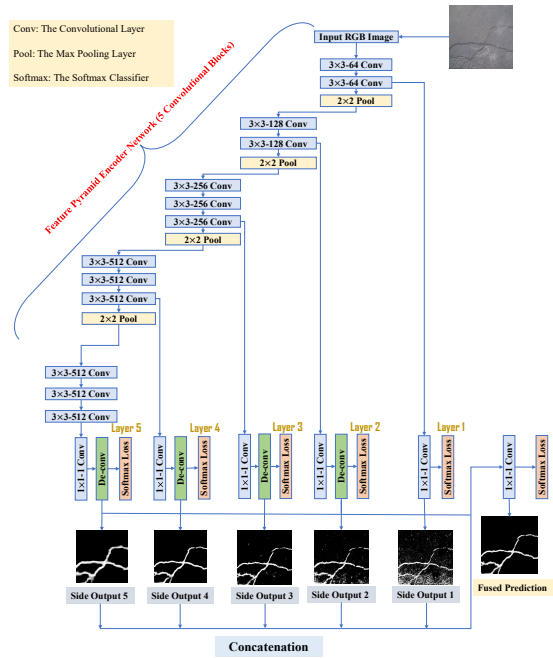 Conv: The Convolutional Layer
Pool: The Max Pooling Layer
Softmax: The Softmax Classifier
Feature Pyramid Encoder Network (5 Convolutional Blocks)
Input RGB Image
3×3-64 Conv
3×3-64 Conv
2×2 Pool
3×3-128 Conv
3×3-128 Conv
2×2 Pool
3×3-256 Conv
3×3-256 Conv
3×3-256 Conv
2×2 Pool
3×3-512 Conv
3×3-512 Conv
3×3-512 Conv
2×2 Pool
3×3-512 Conv
3×3-512 Conv
3×3-512 Conv
Layer 5
Layer 4
Layer 3
Layer 2
Layer 1
1×1-1 Conv
De-conv
Softmax Loss
1×1-1 Conv
De-conv
Softmax Loss
1×1-1 Conv
De-conv
Softmax Loss
1×1-1 Conv
De-conv
Softmax Loss
1×1-1 Conv
Softmax Loss
1×1-1 Conv
Softmax Loss
Side Output 5
Side Output 4
Side Output 3
Side Output 2
Side Output 1
Fused Prediction
Concatenation